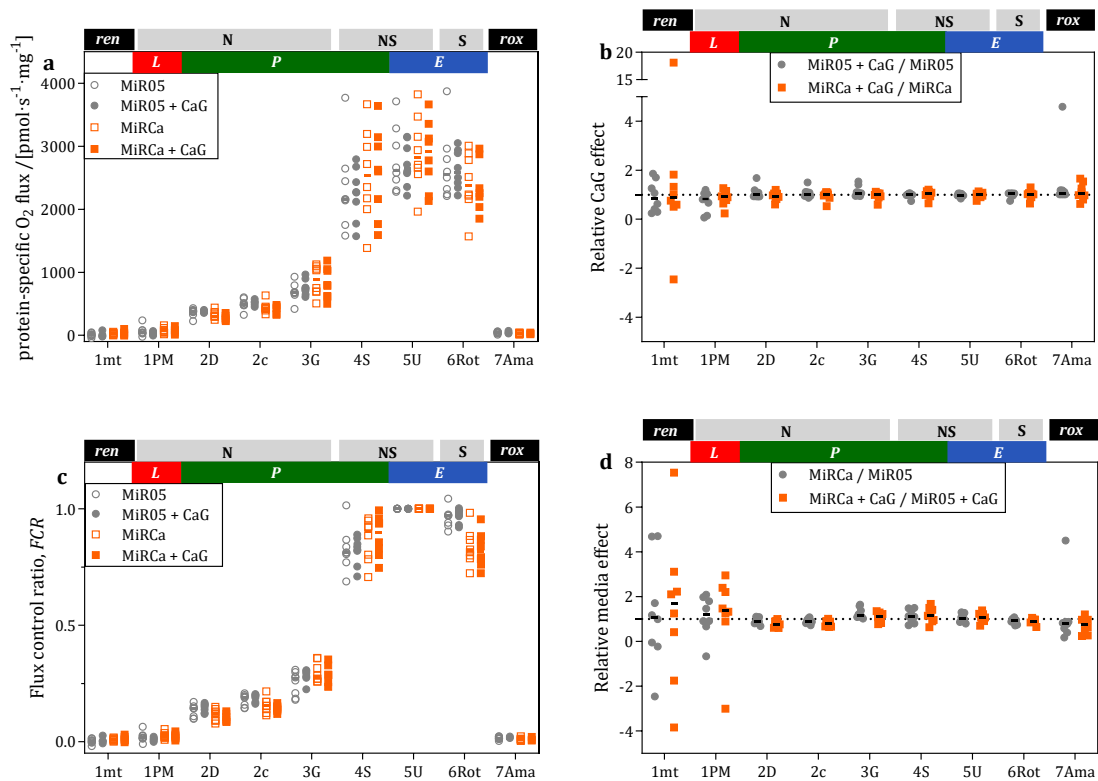 ren N NS S rox
L P E
a
protein-specific O2 flux /[pmol·s⁻¹·mg⁻¹]
4000
3000
2000
1000
0
MiR05
MiR05 + CaG
MiRCa
MiRCa + CaG
1mt 1PM 2D 2c 3G 4S 5U 6Rot 7Ama
ren N NS S rox
L P E
b
Relative CaG effect
20
15
4
2
0
-2
-4
MiR05 + CaG / MiR05
MiRCa + CaG / MiRCa
1mt 1PM 2D 2c 3G 4S 5U 6Rot 7Ama
ren N NS S rox
L P E
c
Flux control ratio, FCR
1.0
0.5
0.0
MiR05
MiR05 + CaG
MiRCa
MiRCa + CaG
1mt 1PM 2D 2c 3G 4S 5U 6Rot 7Ama
ren N NS S rox
L P E
d
Relative media effect
8
6
4
2
0
-2
-4
MiRCa / MiR05
MiRCa + CaG / MiR05 + CaG
1mt 1PM 2D 2c 3G 4S 5U 6Rot 7Ama